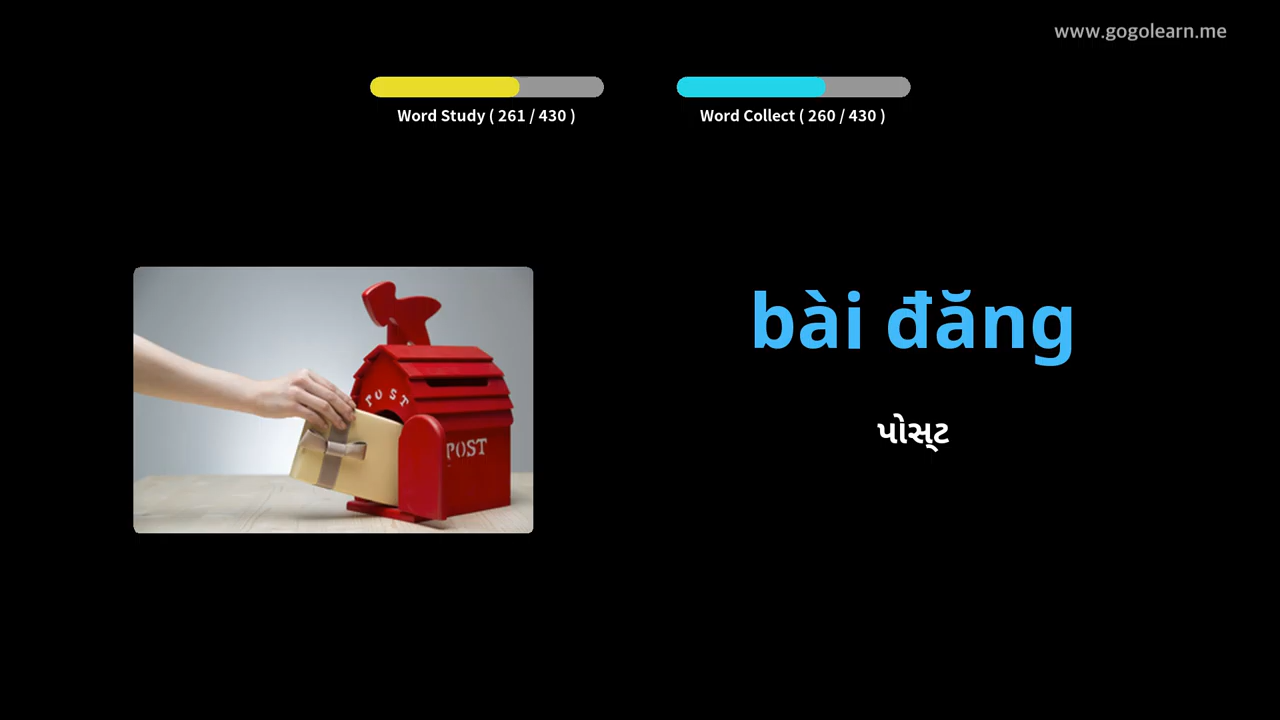 www.gogolearn.me
Word Study ( 261 / 430 )
Word Collect ( 260 / 430 )
POST
POST
bài đăng
પોસ્ટ